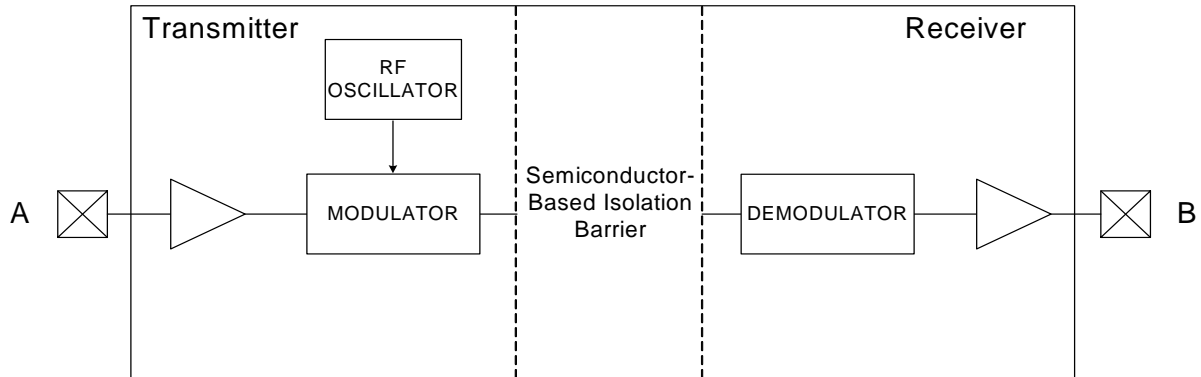 Transmitter
Receiver
RF
OSCILLATOR
A
MODULATOR
Semiconductor-
Based Isolation
Barrier
DEMODULATOR
B